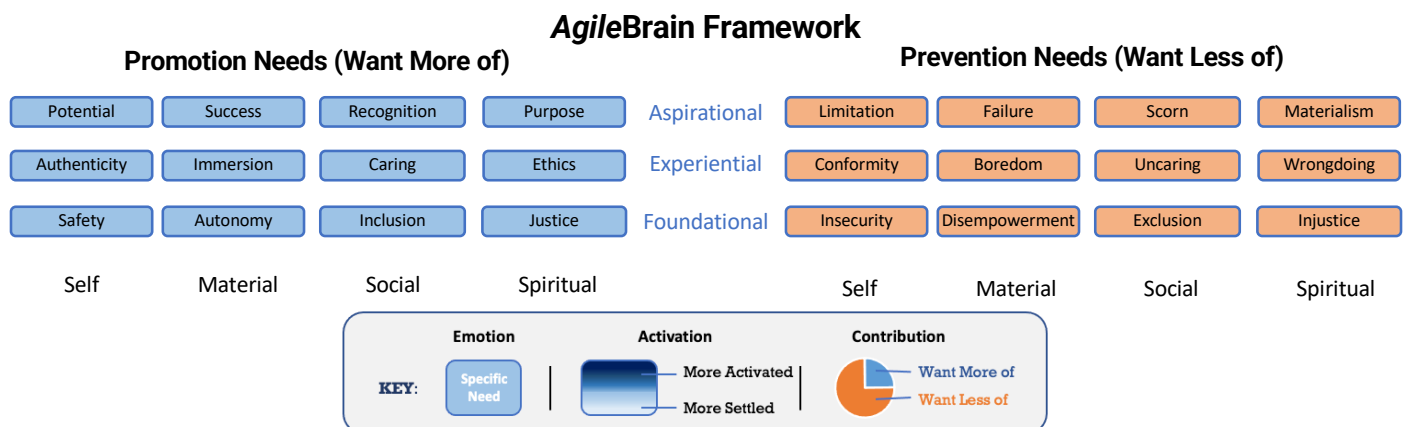 AgileBrain Framework
Promotion Needs (Want More of)
Prevention Needs (Want Less of)
Potential Success Recognition Purpose Aspirational Limitation Failure Scorn Materialism
Authenticity Immersion Caring Ethics Experiential Conformity Boredom Uncaring Wrongdoing
Safety Autonomy Inclusion Justice Foundational Insecurity Disempowerment Exclusion Injustice
Self Material Social Spiritual
Self Material Social Spiritual
Emotion Activation Contribution
KEY:
Specific
Need
More Activated
More Settled
Want More of
Want Less of